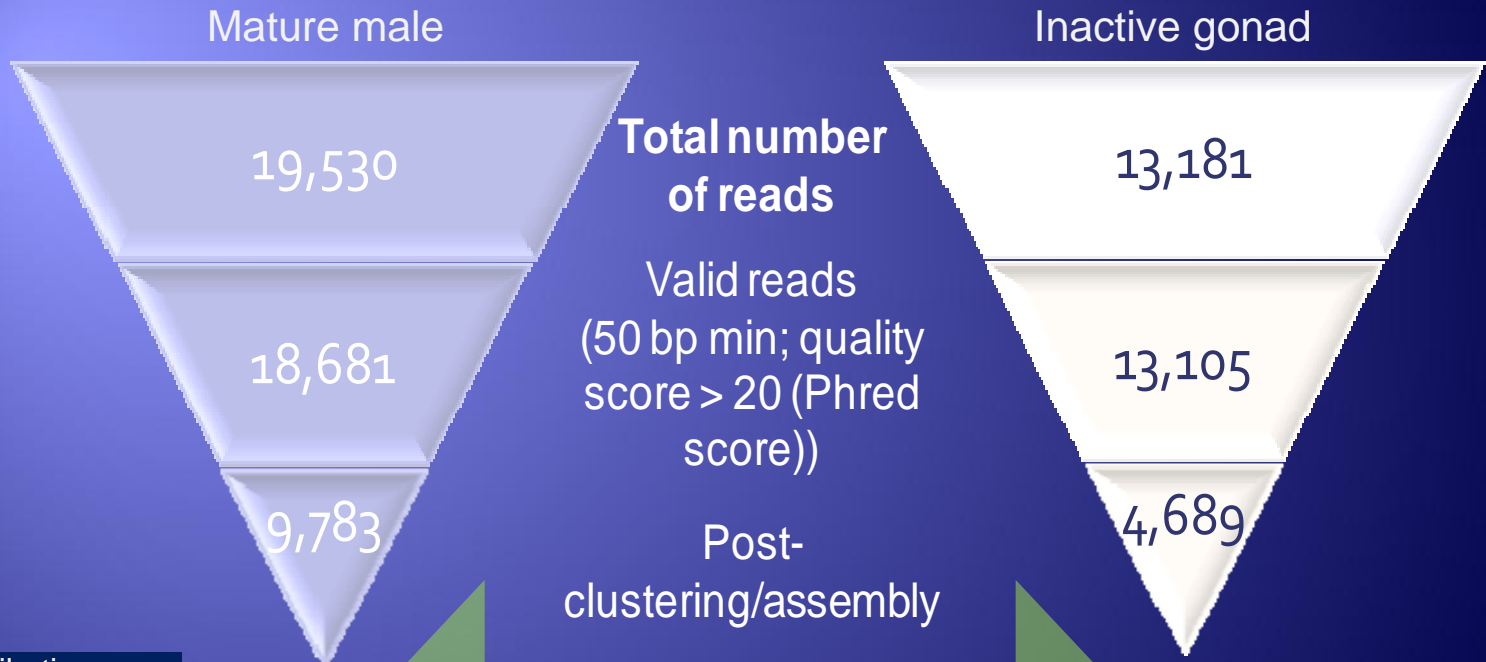 Mature male
Inactive gonad
19,530
Total number
of reads
13,181
18,681
Valid reads
(50 bp min; quality
score > 20 (Phred
score))
13,105
9,783
Post-
clustering/assembly
4,689